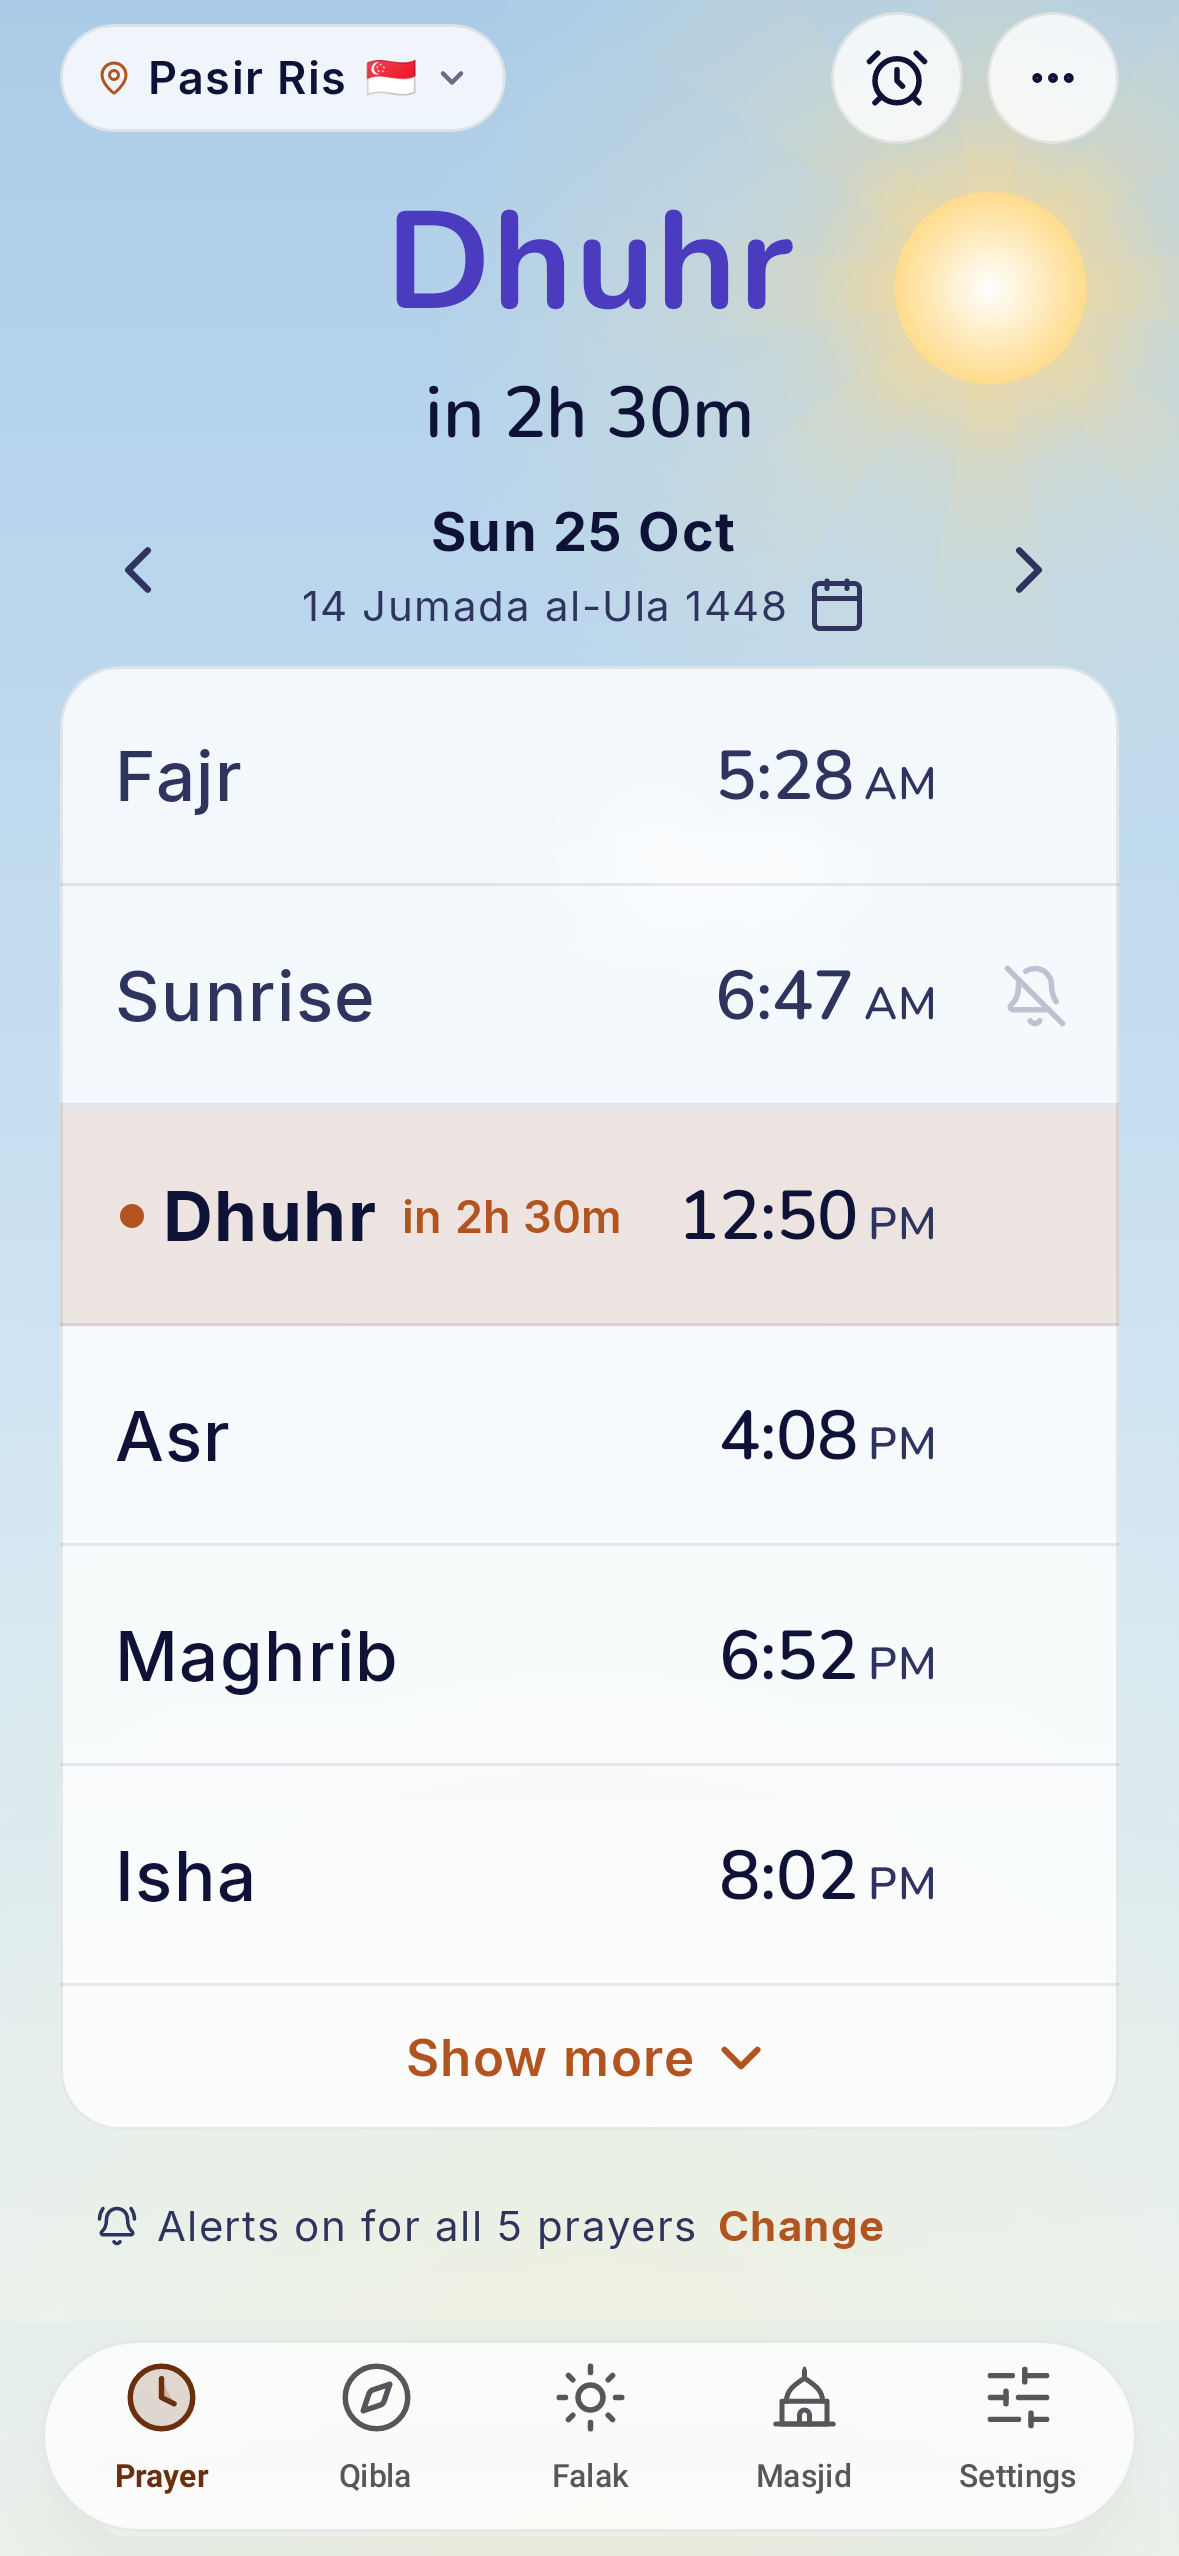 Pasir Ris
Dhuhr
in 2h 30m
Sun 25 Oct
14 Jumada al-Ula 1448
Fajr 5:28 AM
Sunrise 6:47 AM
Dhuhr in 2h 30m 12:50 PM
Asr 4:08 PM
Maghrib 6:52 PM
Isha 8:02 PM
Show more
Alerts on for all 5 prayers Change
Prayer Qibla Falak Masjid Settings